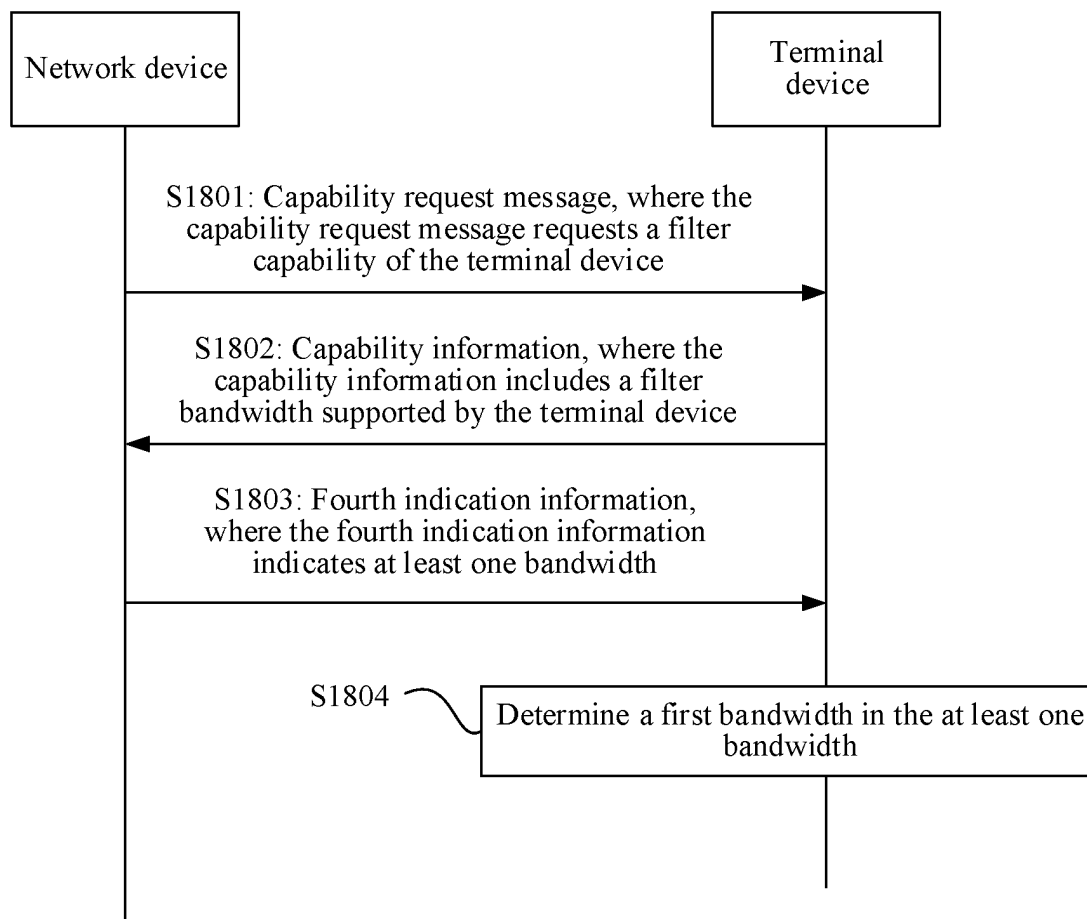 Network device
Terminal
device
S1801: Capability request message, where the
capability request message requests a filter
capability of the terminal device
S1802: Capability information, where the
capability information includes a filter
bandwidth supported by the terminal device
S1803: Fourth indication information,
where the fourth indication information
indicates at least one bandwidth
S1804
Determine a first bandwidth in the at least one
bandwidth